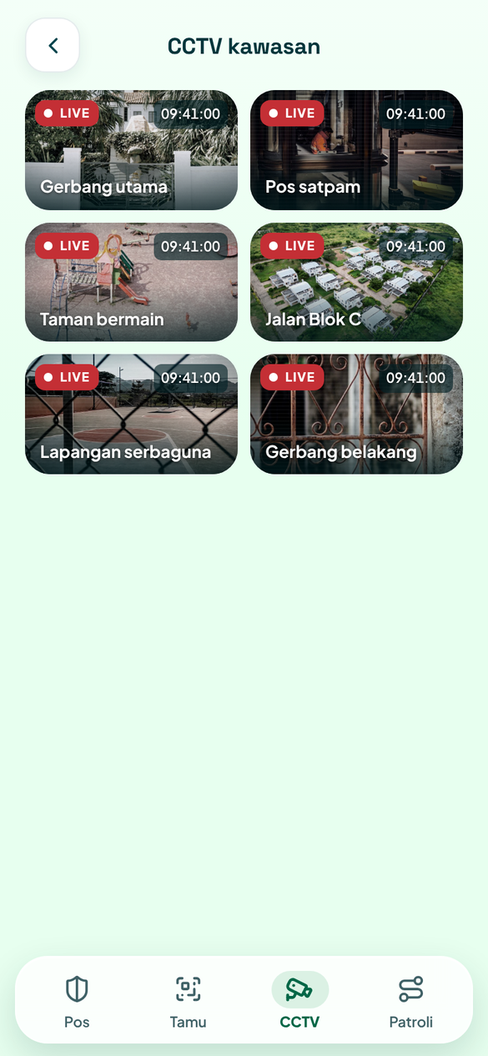 CCTV kawasan
LIVE 09:41:00
Gerbang utama
LIVE 09:41:00
Pos satpam
LIVE 09:41:00
Taman bermain
LIVE 09:41:00
Jalan Blok C
LIVE 09:41:00
Lapangan serbaguna
LIVE 09:41:00
Gerbang belakang
Pos
Tamu
CCTV
Patroli